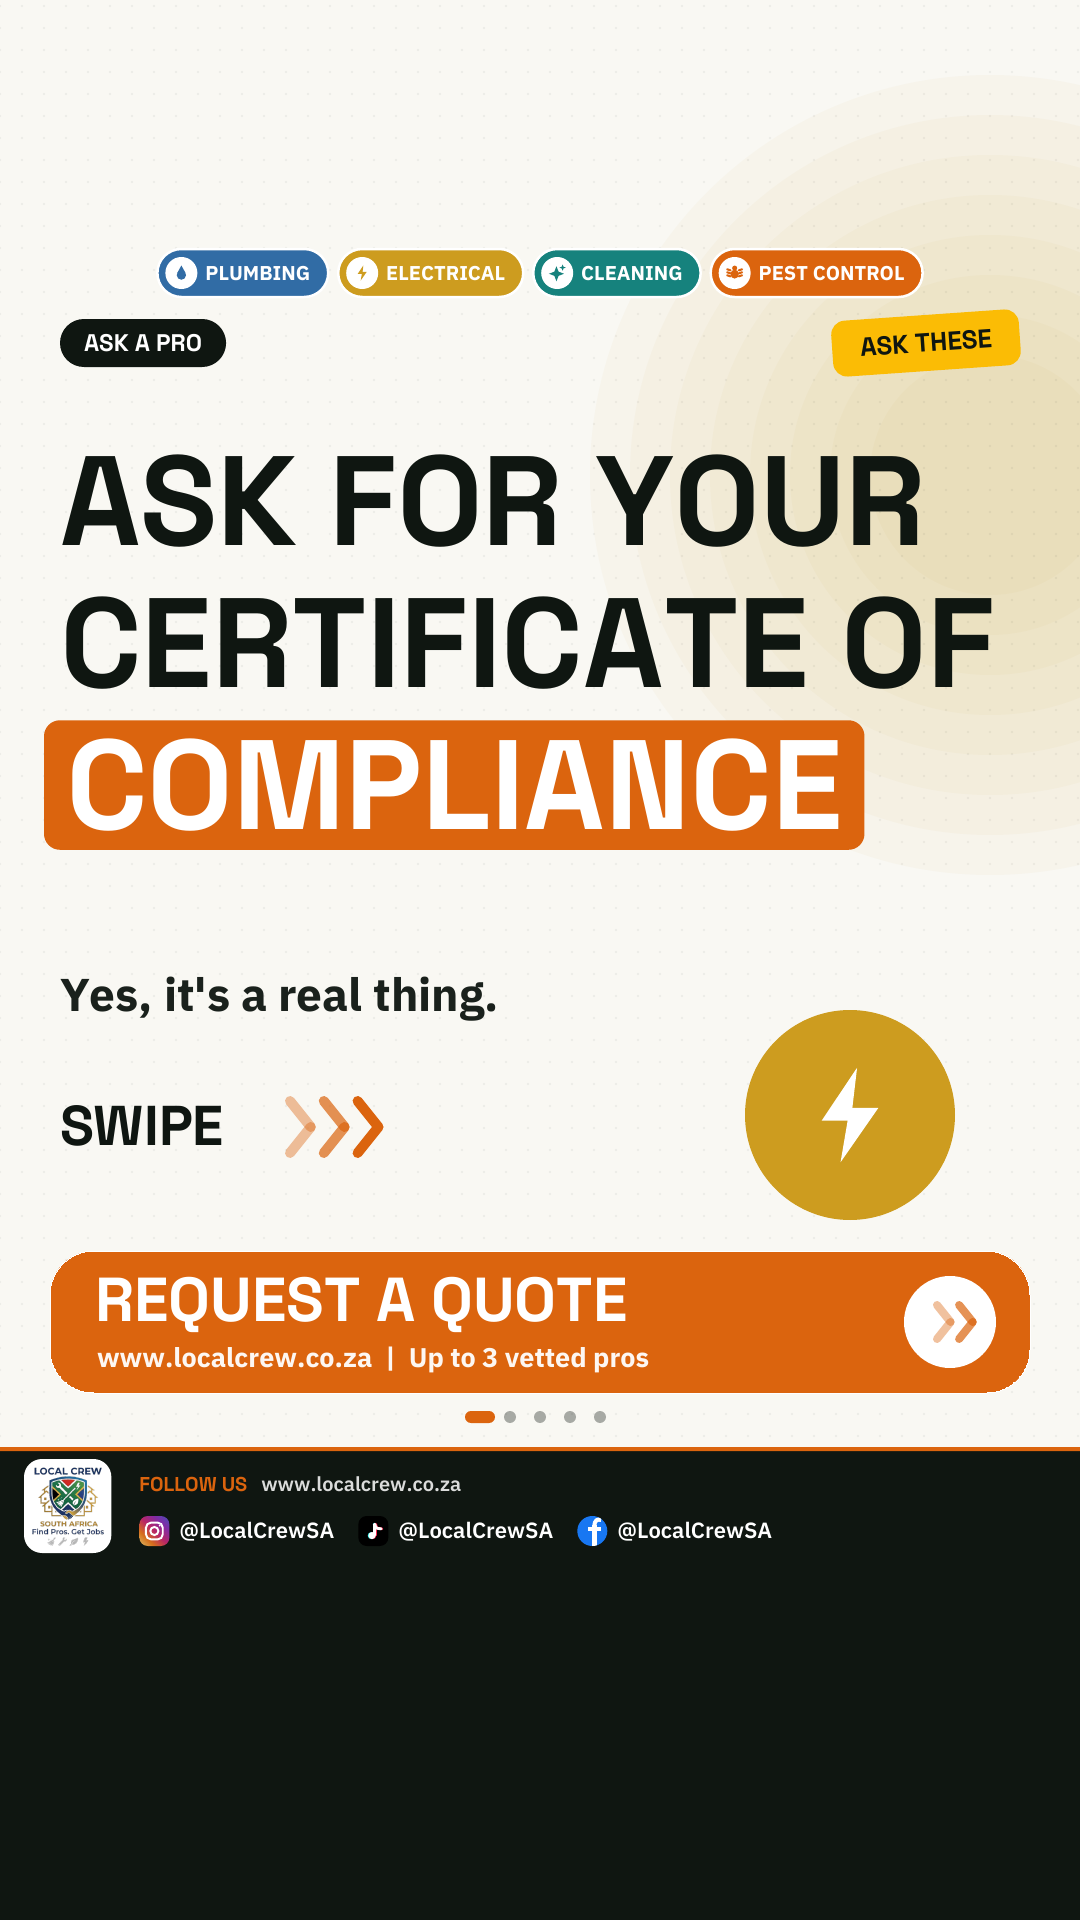 PLUMBING ELECTRICAL CLEANING PEST CONTROL
ASK A PRO
ASK THESE
ASK FOR YOUR
CERTIFICATE OF
COMPLIANCE
Yes, it's a real thing.
SWIPE
REQUEST A QUOTE
www.localcrew.co.za | Up to 3 vetted pros
LOCAL CREW
SOUTH AFRICA
Find Pros. Get Jobs
FOLLOW US www.localcrew.co.za
@LocalCrewSA @LocalCrewSA @LocalCrewSA